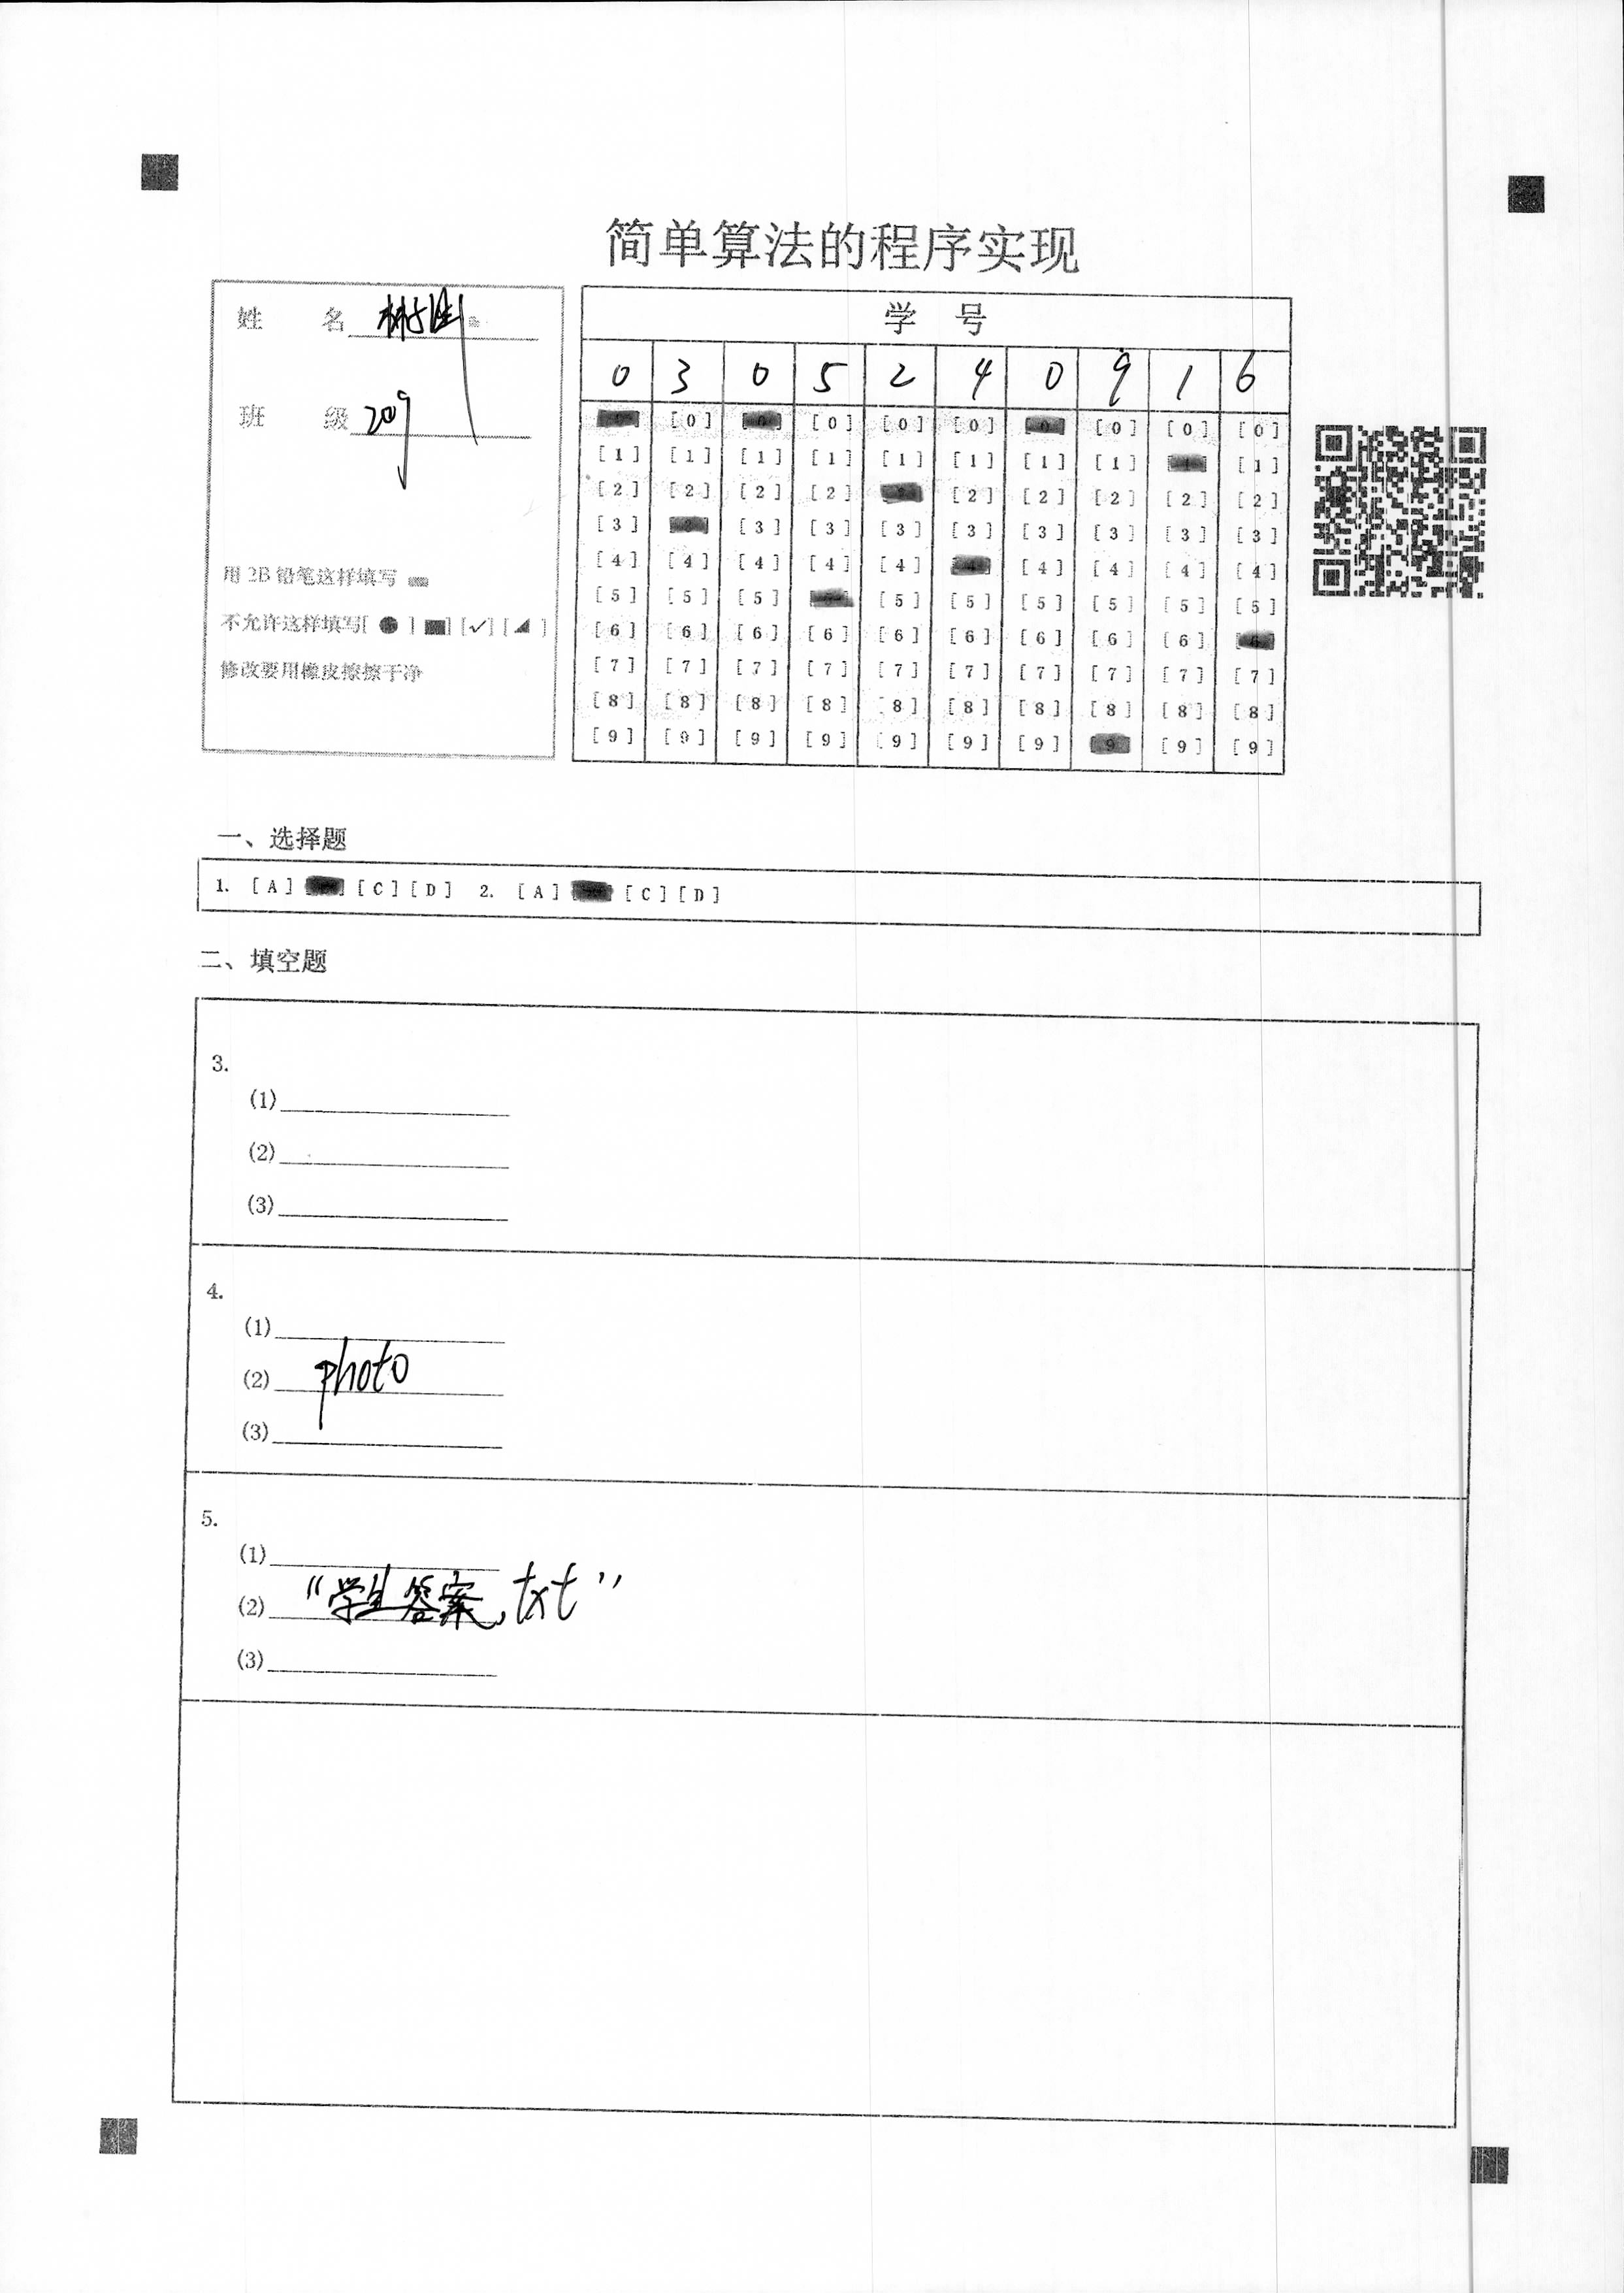 简单算法的程序实现
姓 名
班 级 209
用 2B 铅笔这样填写
不允许这样填写[ ● ] ■] [✓] [◢ ]
修改要用橡皮擦擦干净
学 号
0 3 0 5 2 4 0 9 1 6
[0] [0] [0] [0] [0] [0] [0]
[1] [1] [1] [1] [1] [1] [1] [1] [1]
[2] [2] [2] [2] [2] [2] [2] [2] [2]
[3] [3] [3] [3] [3] [3] [3] [3] [3]
[4] [4] [4] [4] [4] [4] [4] [4] [4]
[5] [5] [5] [5] [5] [5] [5] [5] [5]
[6] [6] [6] [6] [6] [6] [6] [6] [6]
[7] [7] [7] [7] [7] [7] [7] [7] [7] [7]
[8] [8] [8] [8] [8] [8] [8] [8] [8] [8]
[9] [9] [9] [9] [9] [9] [9] [9] [9] [9]
一、选择题
1. [A] [C] [D] 2. [A] [C] [D]
二、填空题
3.
(1)
(2)
(3)
4.
(1)
(2) photo
(3)
5.
(1)
(2) "学生答案.txt"
(3)